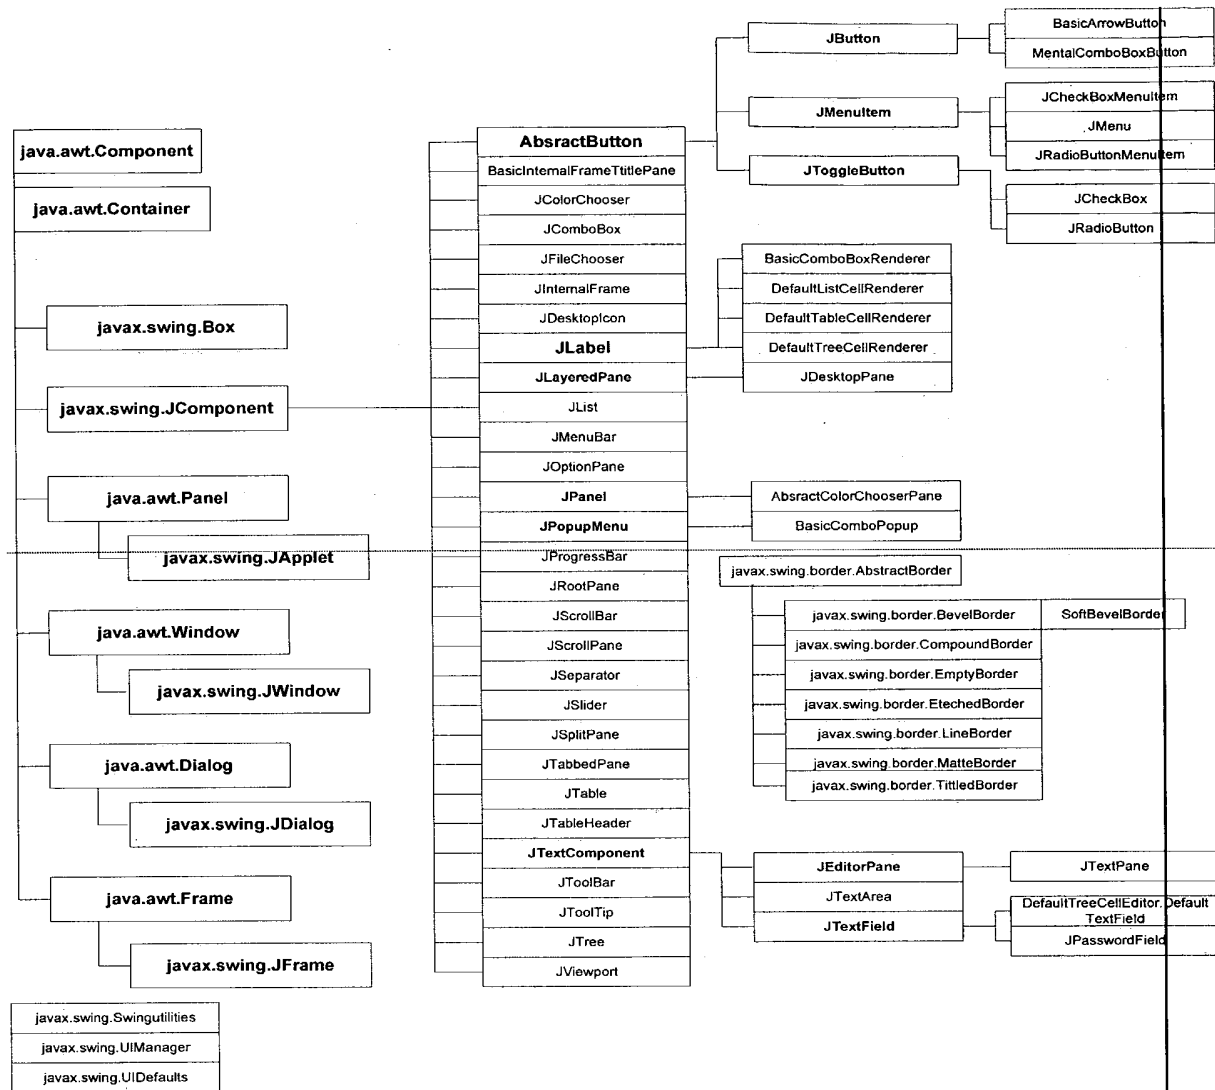 java.awt.Component
java.awt.Container
javax.swing.Box
javax.swing.JComponent
java.awt.Panel
javax.swing.JApplet
java.awt.Window
javax.swing.JWindow
java.awt.Dialog
javax.swing.JDialog
java.awt.Frame
javax.swing.JFrame
javax.swing.Swingutilities
javax.swing.UIManager
javax.swing.UIDefaults
AbsractButton
BasicInternalFrameTtitlePane
JColorChooser
JComboBox
JFileChooser
JInternalFrame
JDesktopIcon
JLabel
JLayeredPane
JList
JMenuBar
JOptionPane
JPanel
JPopupMenu
JProgressBar
JRootPane
JScrollBar
JScrollPane
JSeparator
JSlider
JSplitPane
JTabbedPane
JTable
JTableHeader
JTextComponent
JToolBar
JToolTip
JTree
JViewport
JButton
BasicArrowButton
MentalComboBoxButton
JMenuItem
JCheckBoxMenuItem
JMenu
JRadioButtonMenuItem
JToggleButton
JCheckBox
JRadioButton
BasicComboBoxRenderer
DefaultListCellRenderer
DefaultTableCellRenderer
DefaultTreeCellRenderer
JDesktopPane
AbsractColorChooserPane
BasicComboPopup
javax.swing.border.AbstractBorder
javax.swing.border.BevelBorder
SoftBevelBorder
javax.swing.border.CompoundBorder
javax.swing.border.EmptyBorder
javax.swing.border.EtechedBorder
javax.swing.border.LineBorder
javax.swing.border.MatteBorder
javax.swing.border.TittledBorder
JEditorPane
JTextPane
JTextArea
JTextField
DefaultTreeCellEditor.Default
TextField
JPasswordField